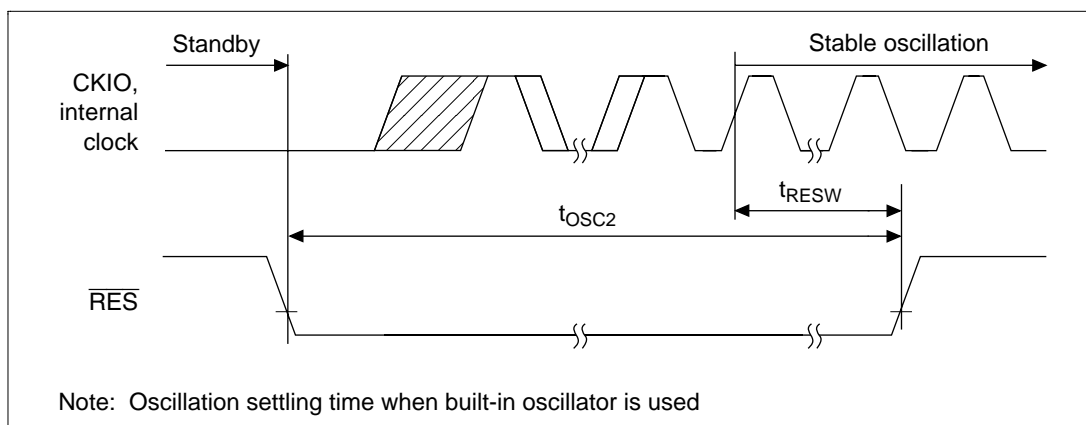 Standby
Stable oscillation
CKIO,
internal
clock
tRESW
tOSC2
RES
Note: Oscillation settling time when built-in oscillator is used